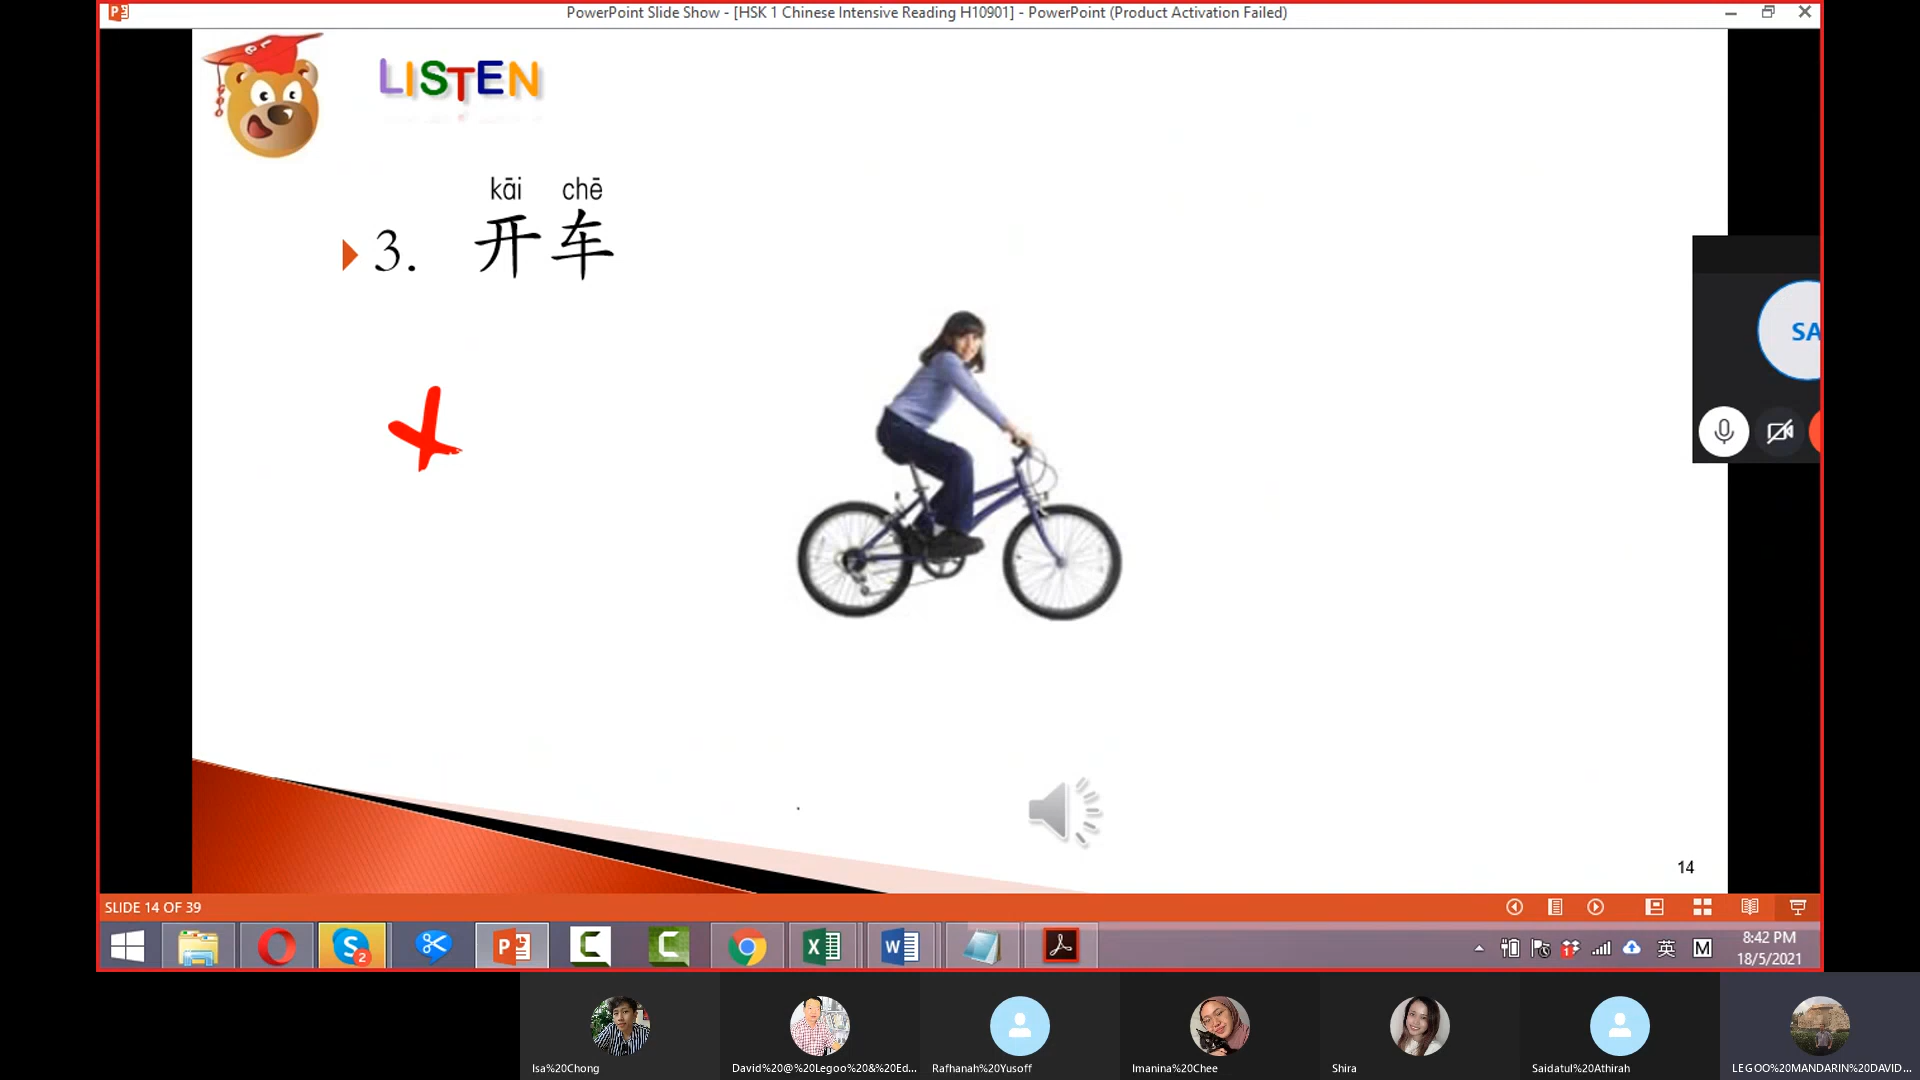 PowerPoint Slide Show - [HSK 1 Chinese Intensive Reading H10901] - PowerPoint (Product Activation Failed)
LISTEN
kāi chē
3. 开车
SA
14
SLIDE 14 OF 39
2
英 M
8:42 PM
18/5/2021
Isa%20Chong
David%20@%20Legoo%20&%20Ed...
Rafhanah%20Yusoff
Imanina%20Chee
Shira
Saidatul%20Athirah
LEGOO%20MANDARIN%20DAVID...